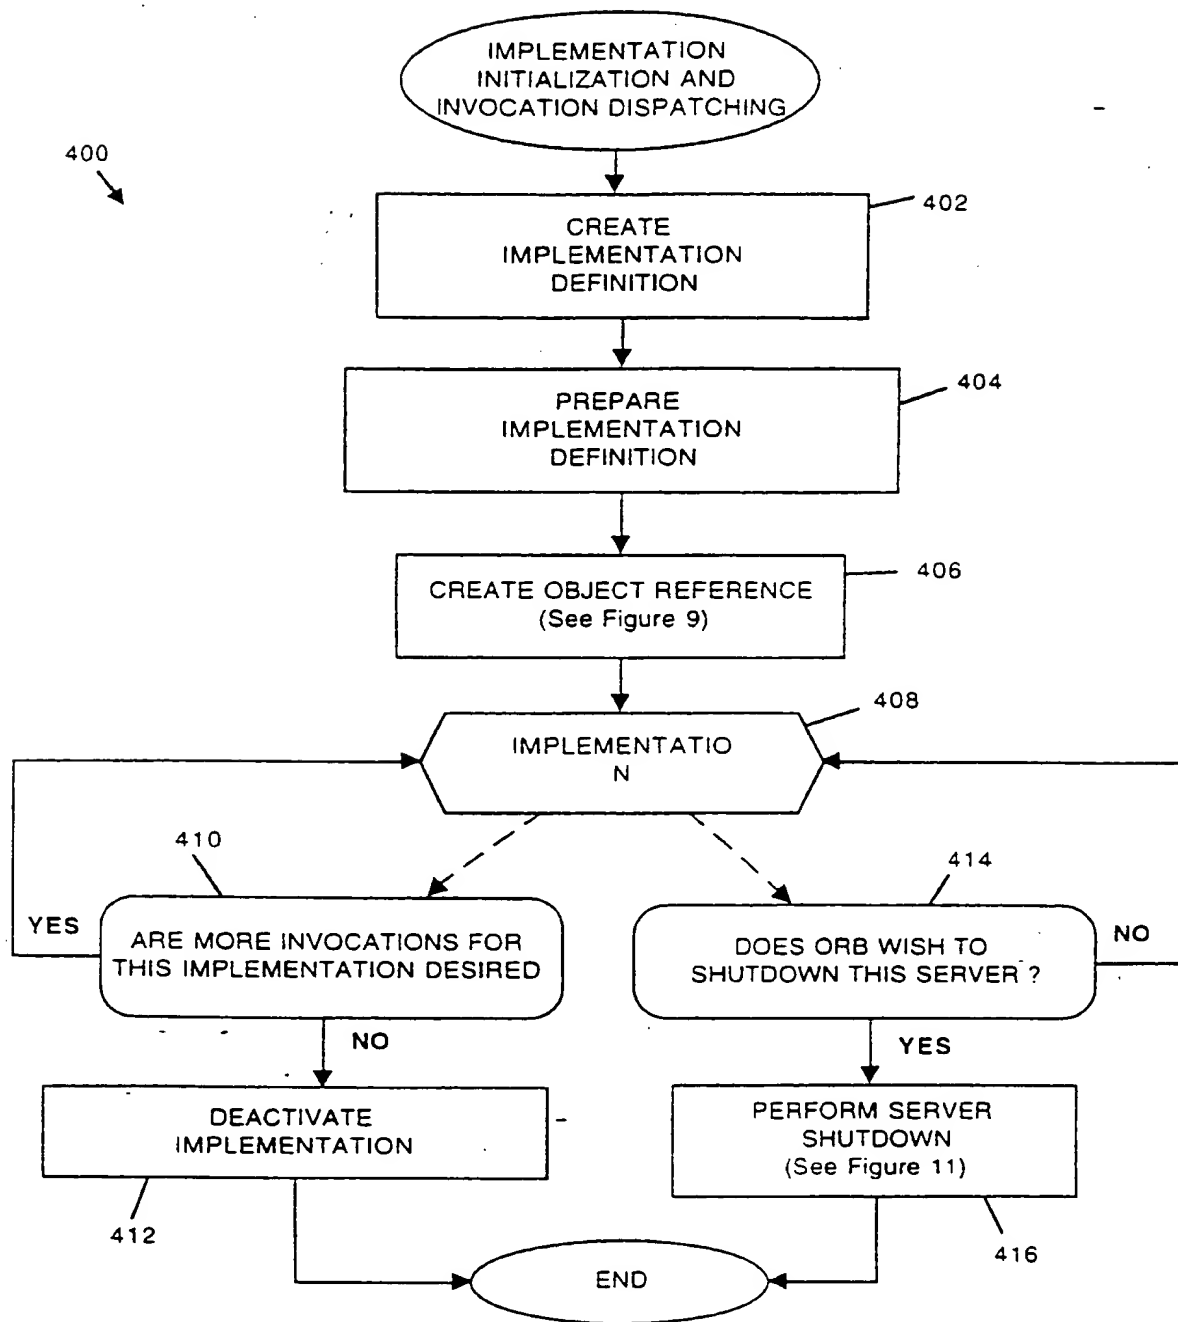 IMPLEMENTATION
INITIALIZATION AND
INVOCATION DISPATCHING
400
402
CREATE
IMPLEMENTATION
DEFINITION
404
PREPARE
IMPLEMENTATION
DEFINITION
406
CREATE OBJECT REFERENCE
(See Figure 9)
408
IMPLEMENTATIO
N
410
414
YES
ARE MORE INVOCATIONS FOR
THIS IMPLEMENTATION DESIRED
DOES ORB WISH TO
SHUTDOWN THIS SERVER ?
NO
NO
YES
DEACTIVATE
IMPLEMENTATION
PERFORM SERVER
SHUTDOWN
(See Figure 11)
412
416
END